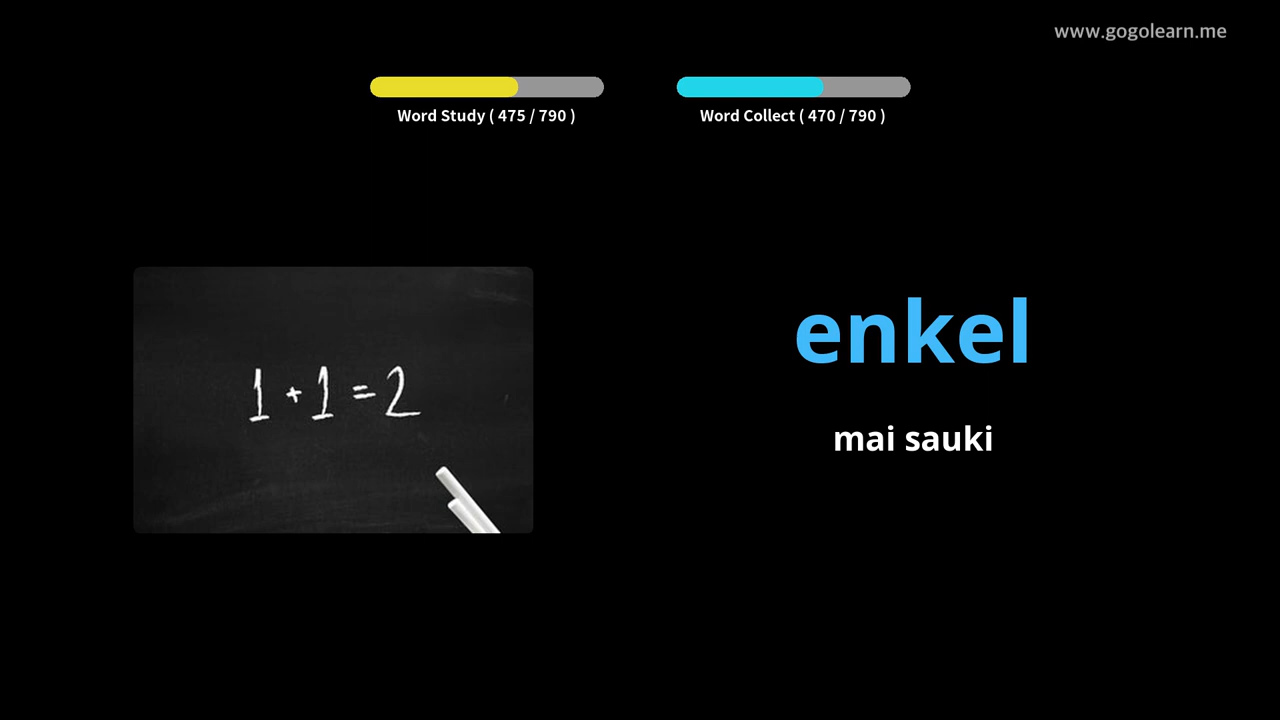 www.gogolearn.me
Word Study ( 475 / 790 )
Word Collect ( 470 / 790 )
1 + 1 = 2
enkel
mai sauki